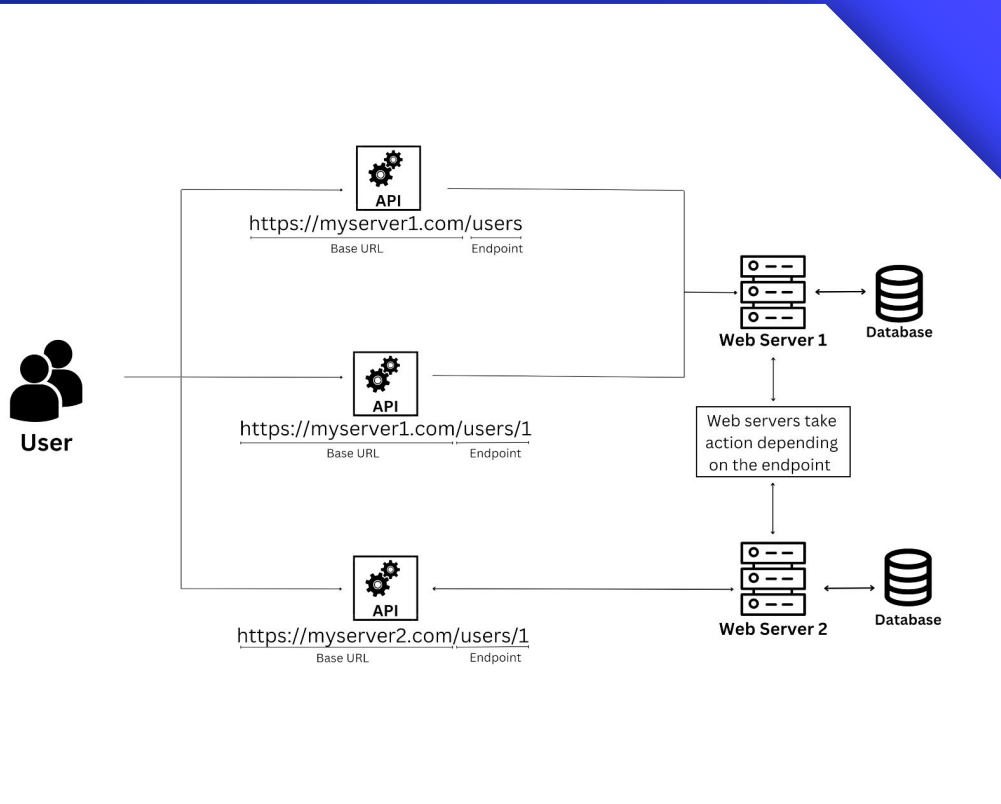 API
https://myserver1.com/users
Base URL
Endpoint
Web Server 1
Database
User
API
https://myserver1.com/users/1
Base URL
Endpoint
Web servers take
action depending
on the endpoint
API
https://myserver2.com/users/1
Base URL
Endpoint
Web Server 2
Database